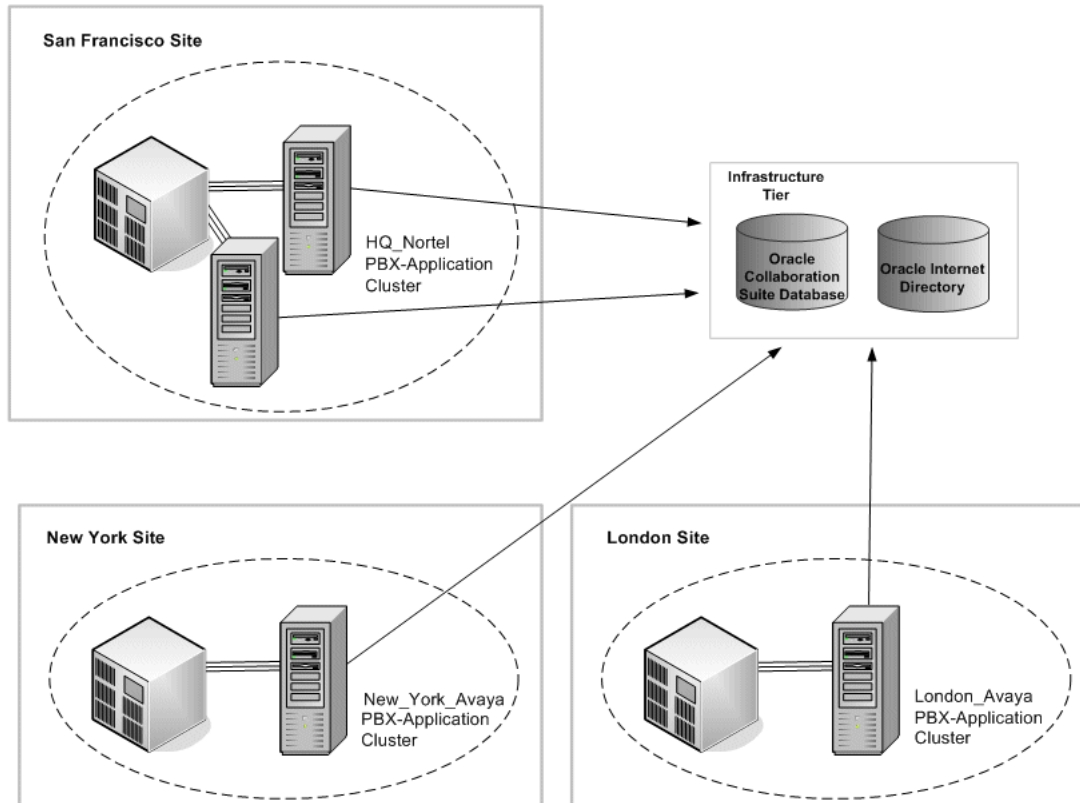 San Francisco Site
HQ_Nortel
PBX-Application
Cluster
Infrastructure
Tier
Oracle
Collaboration
Suite Database
Oracle Internet
Directory
New York Site
New_York_Avaya
PBX-Application
Cluster
London Site
London_Avaya
PBX-Application
Cluster